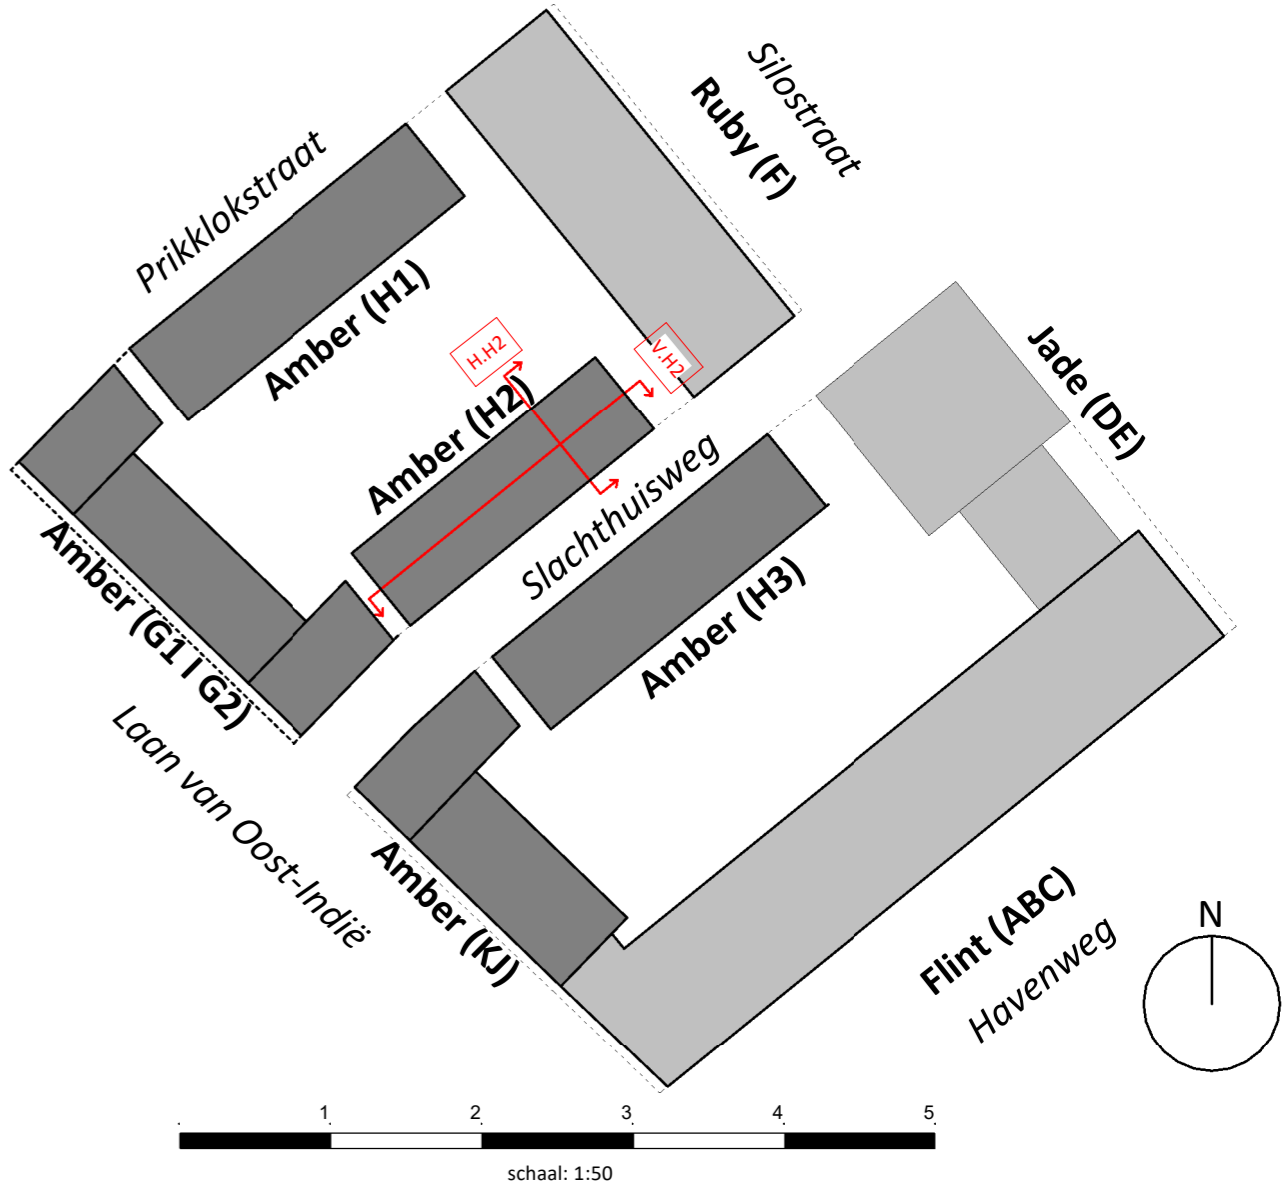 Silostraat
Ruby (F)
Prikklokstraat
Amber (H1)
H.H2
V.H2
Amber (H2)
Jade (DE)
Slachthuisweg
Amber (H3)
Amber (G1 I G2)
Laan van Oost-Indië
Amber (KJ)
Flint (ABC)
Havenweg
N
1 2 3 4 5
schaal: 1:50